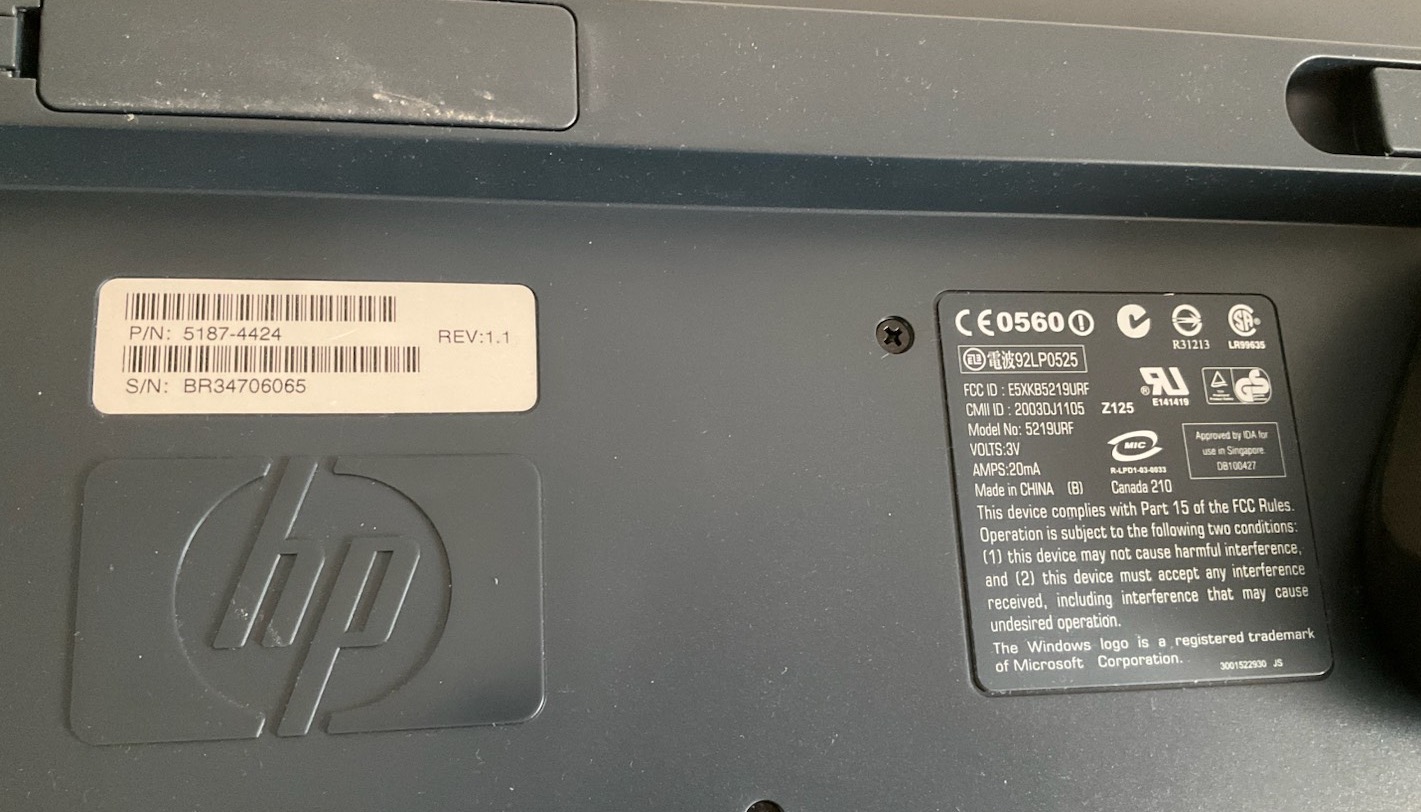 P/N: 5187-4424
REV:1.1
S/N: BR34706065
hp
CE0560
R31213
LR99635
電波92LP0525
FCC ID : E5XKB5219URF
CMII ID : 2003DJ1105
Z125
E141419
Model No: 5219URF
VOLTS:3V
MIC
R-LPD1-03-0033
Approved by IDA for
use in Singapore.
DB100427
AMPS:20mA
Made in CHINA (B)
Canada 210
This device complies with Part 15 of the FCC Rules.
Operation is subject to the following two conditions:
(1) this device may not cause harmful interference,
and (2) this device must accept any interference
received, including interference that may cause
undesired operation.
The Windows logo is a registered trademark
of Microsoft Corporation.
3001522930 JS